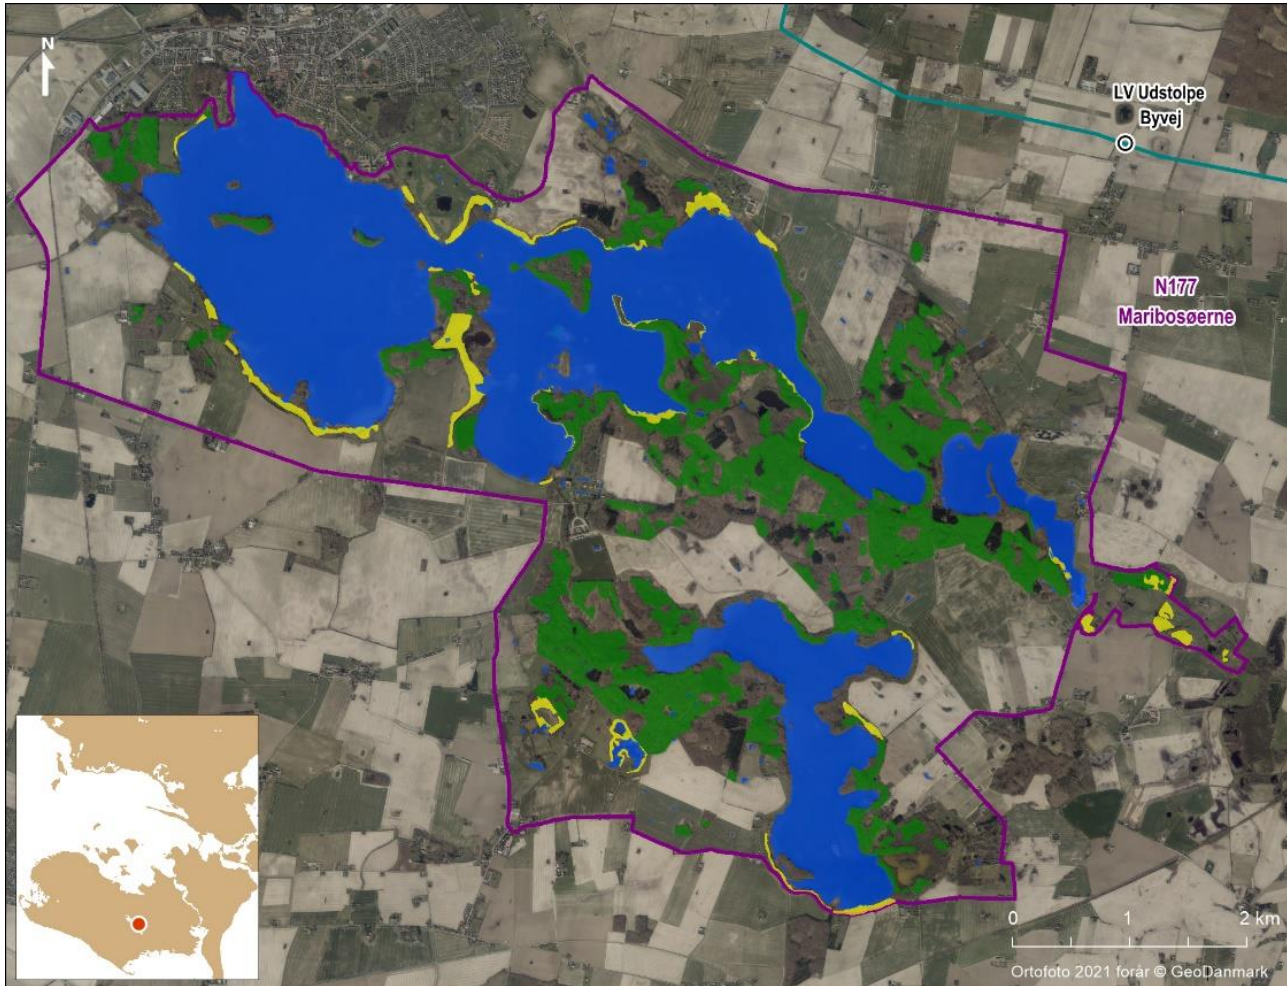 N
LV Udstolpe
Byvej
N177
Maribosøerne
0 1 2 km
Ortofoto 2021 forår © GeoDanmark